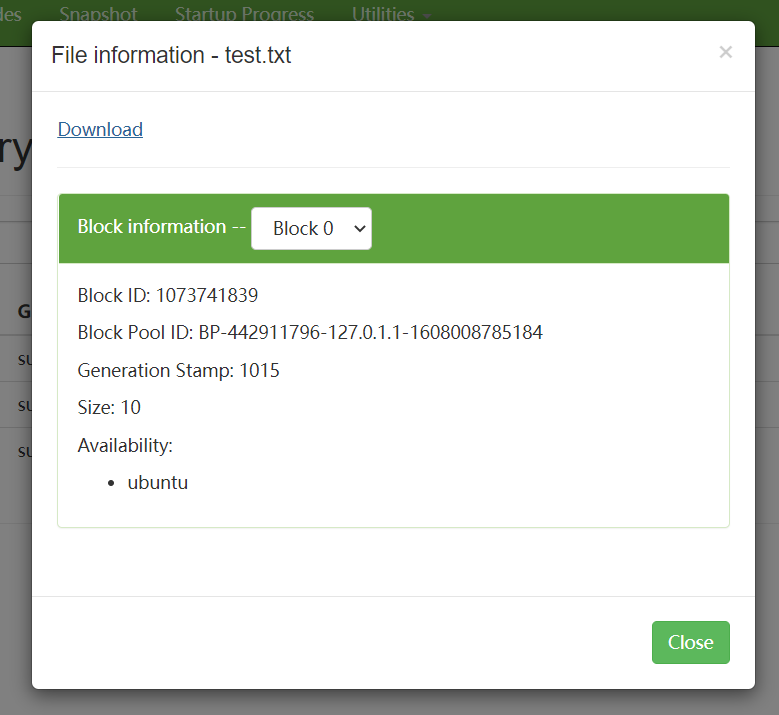 Snapshot Startup Progress Utilities
File information - test.txt
×
Download
Block information -- Block 0
Block ID: 1073741839
Block Pool ID: BP-442911796-127.0.1.1-1608008785184
Generation Stamp: 1015
Size: 10
Availability:
• ubuntu
Close